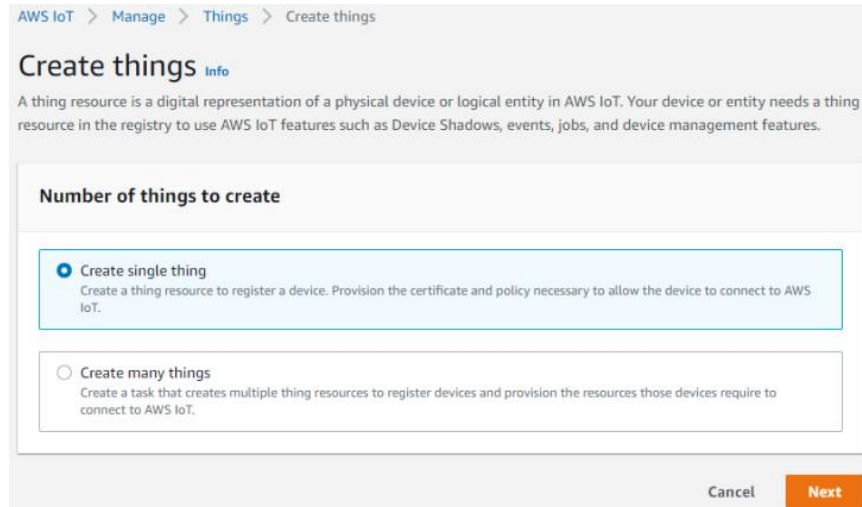 AWS IoT > Manage > Things > Create things
Create things Info
A thing resource is a digital representation of a physical device or logical entity in AWS IoT. Your device or entity needs a thing
resource in the registry to use AWS IoT features such as Device Shadows, events, jobs, and device management features.
Number of things to create
Create single thing
Create a thing resource to register a device. Provision the certificate and policy necessary to allow the device to connect to AWS
IoT.
Create many things
Create a task that creates multiple thing resources to register devices and provision the resources those devices require to
connect to AWS IoT.
Cancel Next